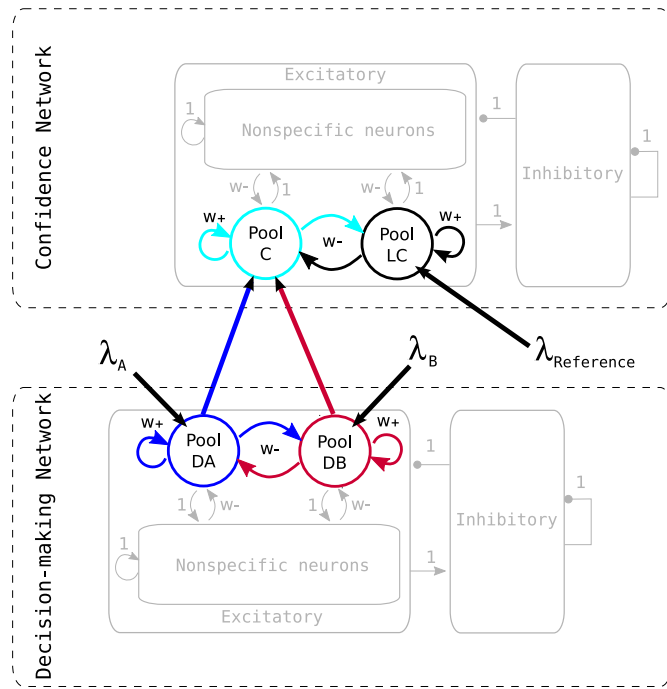 Confidence Network
Excitatory
1
Nonspecific neurons
1
1
Inhibitory
w-
1
w-
1
1
w+
Pool
C
w-
Pool
LC
w+
λA
λB
λReference
Decision-making Network
w+
Pool
DA
w-
Pool
DB
w+
1
1
Inhibitory
1
w-
1
w-
1
Nonspecific neurons
1
Excitatory